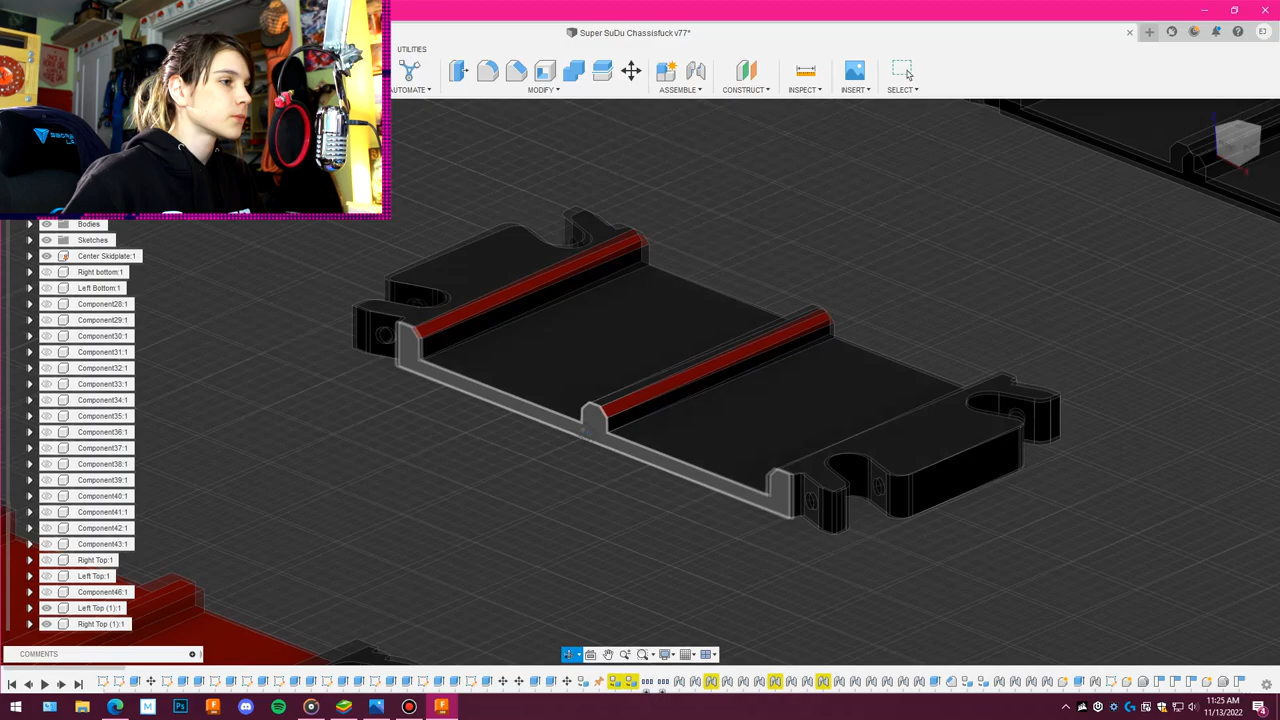 Super SuDu Chassisfuck v77*
UTILITIES
AUTOMATE
MODIFY
ASSEMBLE
CONSTRUCT
INSPECT
INSERT
SELECT
Bodies
Sketches
Center Skidplate:1
Right bottom:1
Left Bottom:1
Component28:1
Component29:1
Component30:1
Component31:1
Component32:1
Component33:1
Component34:1
Component35:1
Component36:1
Component37:1
Component38:1
Component39:1
Component40:1
Component41:1
Component42:1
Component43:1
Right Top:1
Left Top:1
Component46:1
Left Top (1):1
Right Top (1):1
COMMENTS
11:25 AM
11/13/2022